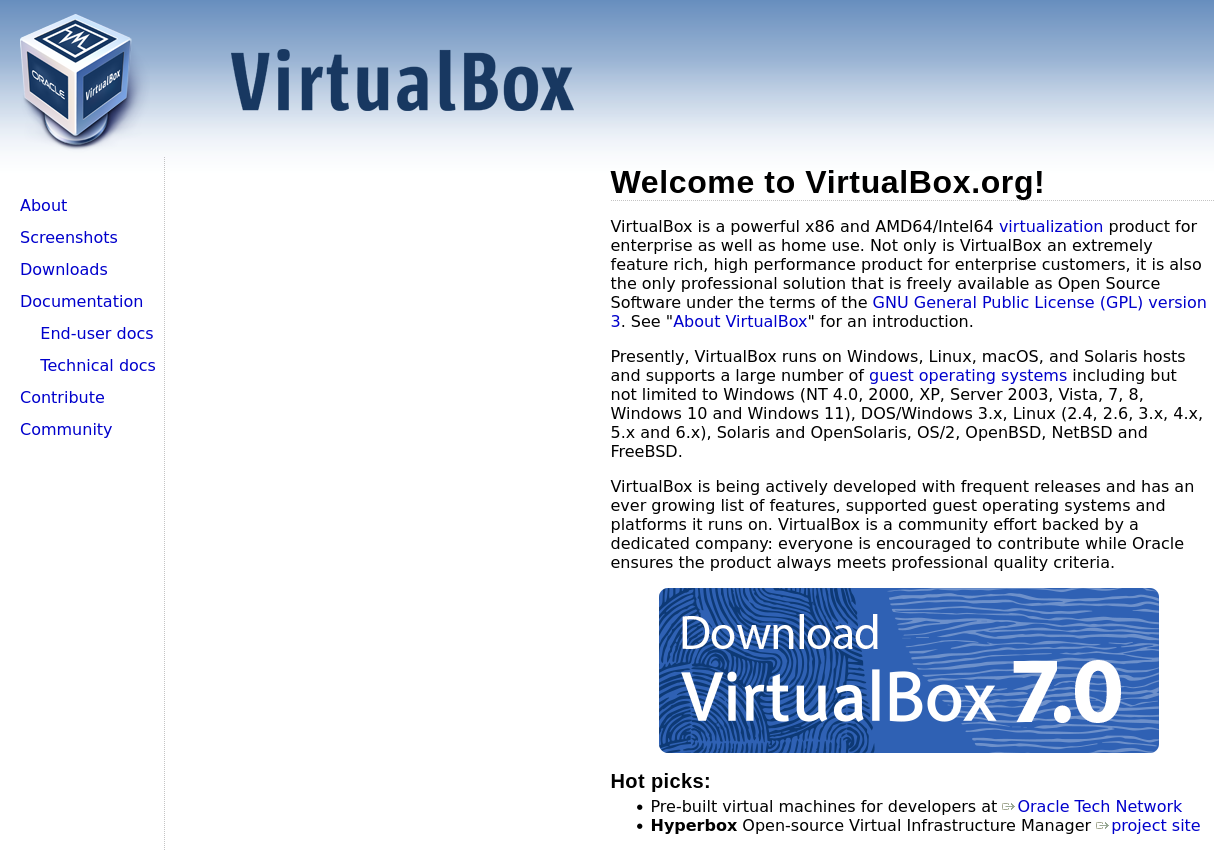 ORACLE
VirtualBox
VirtualBox
About
Screenshots
Downloads
Documentation
End-user docs
Technical docs
Contribute
Community
Welcome to VirtualBox.org!
VirtualBox is a powerful x86 and AMD64/Intel64 virtualization product for
enterprise as well as home use. Not only is VirtualBox an extremely
feature rich, high performance product for enterprise customers, it is also
the only professional solution that is freely available as Open Source
Software under the terms of the GNU General Public License (GPL) version
3. See "About VirtualBox" for an introduction.
Presently, VirtualBox runs on Windows, Linux, macOS, and Solaris hosts
and supports a large number of guest operating systems including but
not limited to Windows (NT 4.0, 2000, XP, Server 2003, Vista, 7, 8,
Windows 10 and Windows 11), DOS/Windows 3.x, Linux (2.4, 2.6, 3.x, 4.x,
5.x and 6.x), Solaris and OpenSolaris, OS/2, OpenBSD, NetBSD and
FreeBSD.
VirtualBox is being actively developed with frequent releases and has an
ever growing list of features, supported guest operating systems and
platforms it runs on. VirtualBox is a community effort backed by a
dedicated company: everyone is encouraged to contribute while Oracle
ensures the product always meets professional quality criteria.
Download
VirtualBox 7.0
Hot picks:
• Pre-built virtual machines for developers at Oracle Tech Network
• Hyperbox Open-source Virtual Infrastructure Manager project site